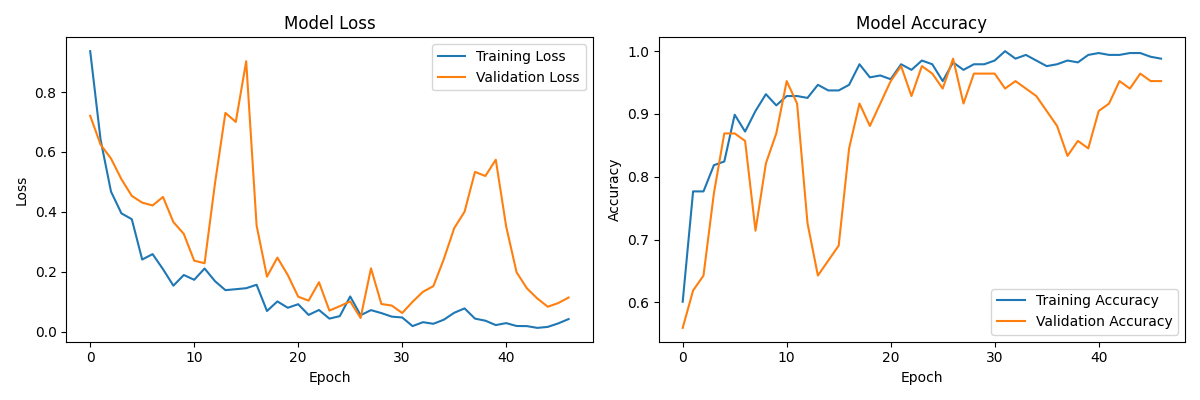 Model Loss
Training Loss
Validation Loss
Loss
0.8
0.6
0.4
0.2
0.0
0
10
20
30
40
Epoch
Model Accuracy
Accuracy
1.0
0.9
0.8
0.7
0.6
Training Accuracy
Validation Accuracy
0
10
20
30
40
Epoch